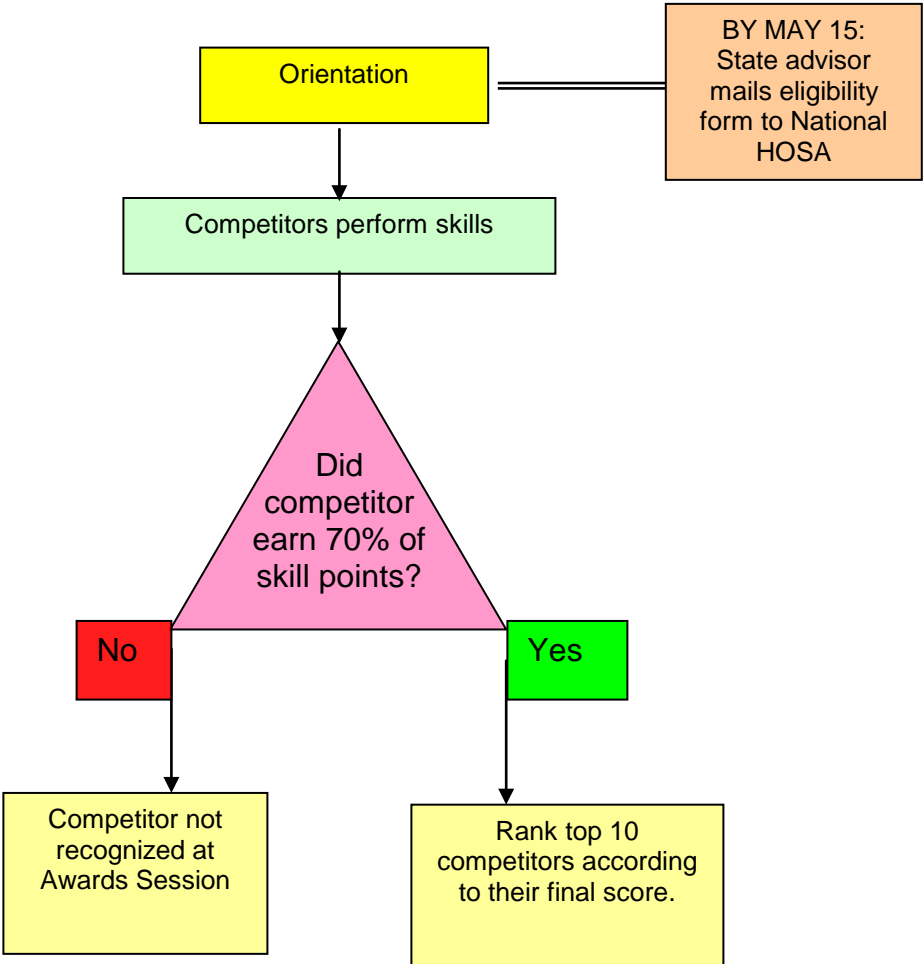 Orientation
BY MAY 15:
State advisor
mails eligibility
form to National
HOSA
Competitors perform skills
Did
competitor
earn 70% of
skill points?
No
Yes
Competitor not
recognized at
Awards Session
Rank top 10
competitors according
to their final score.